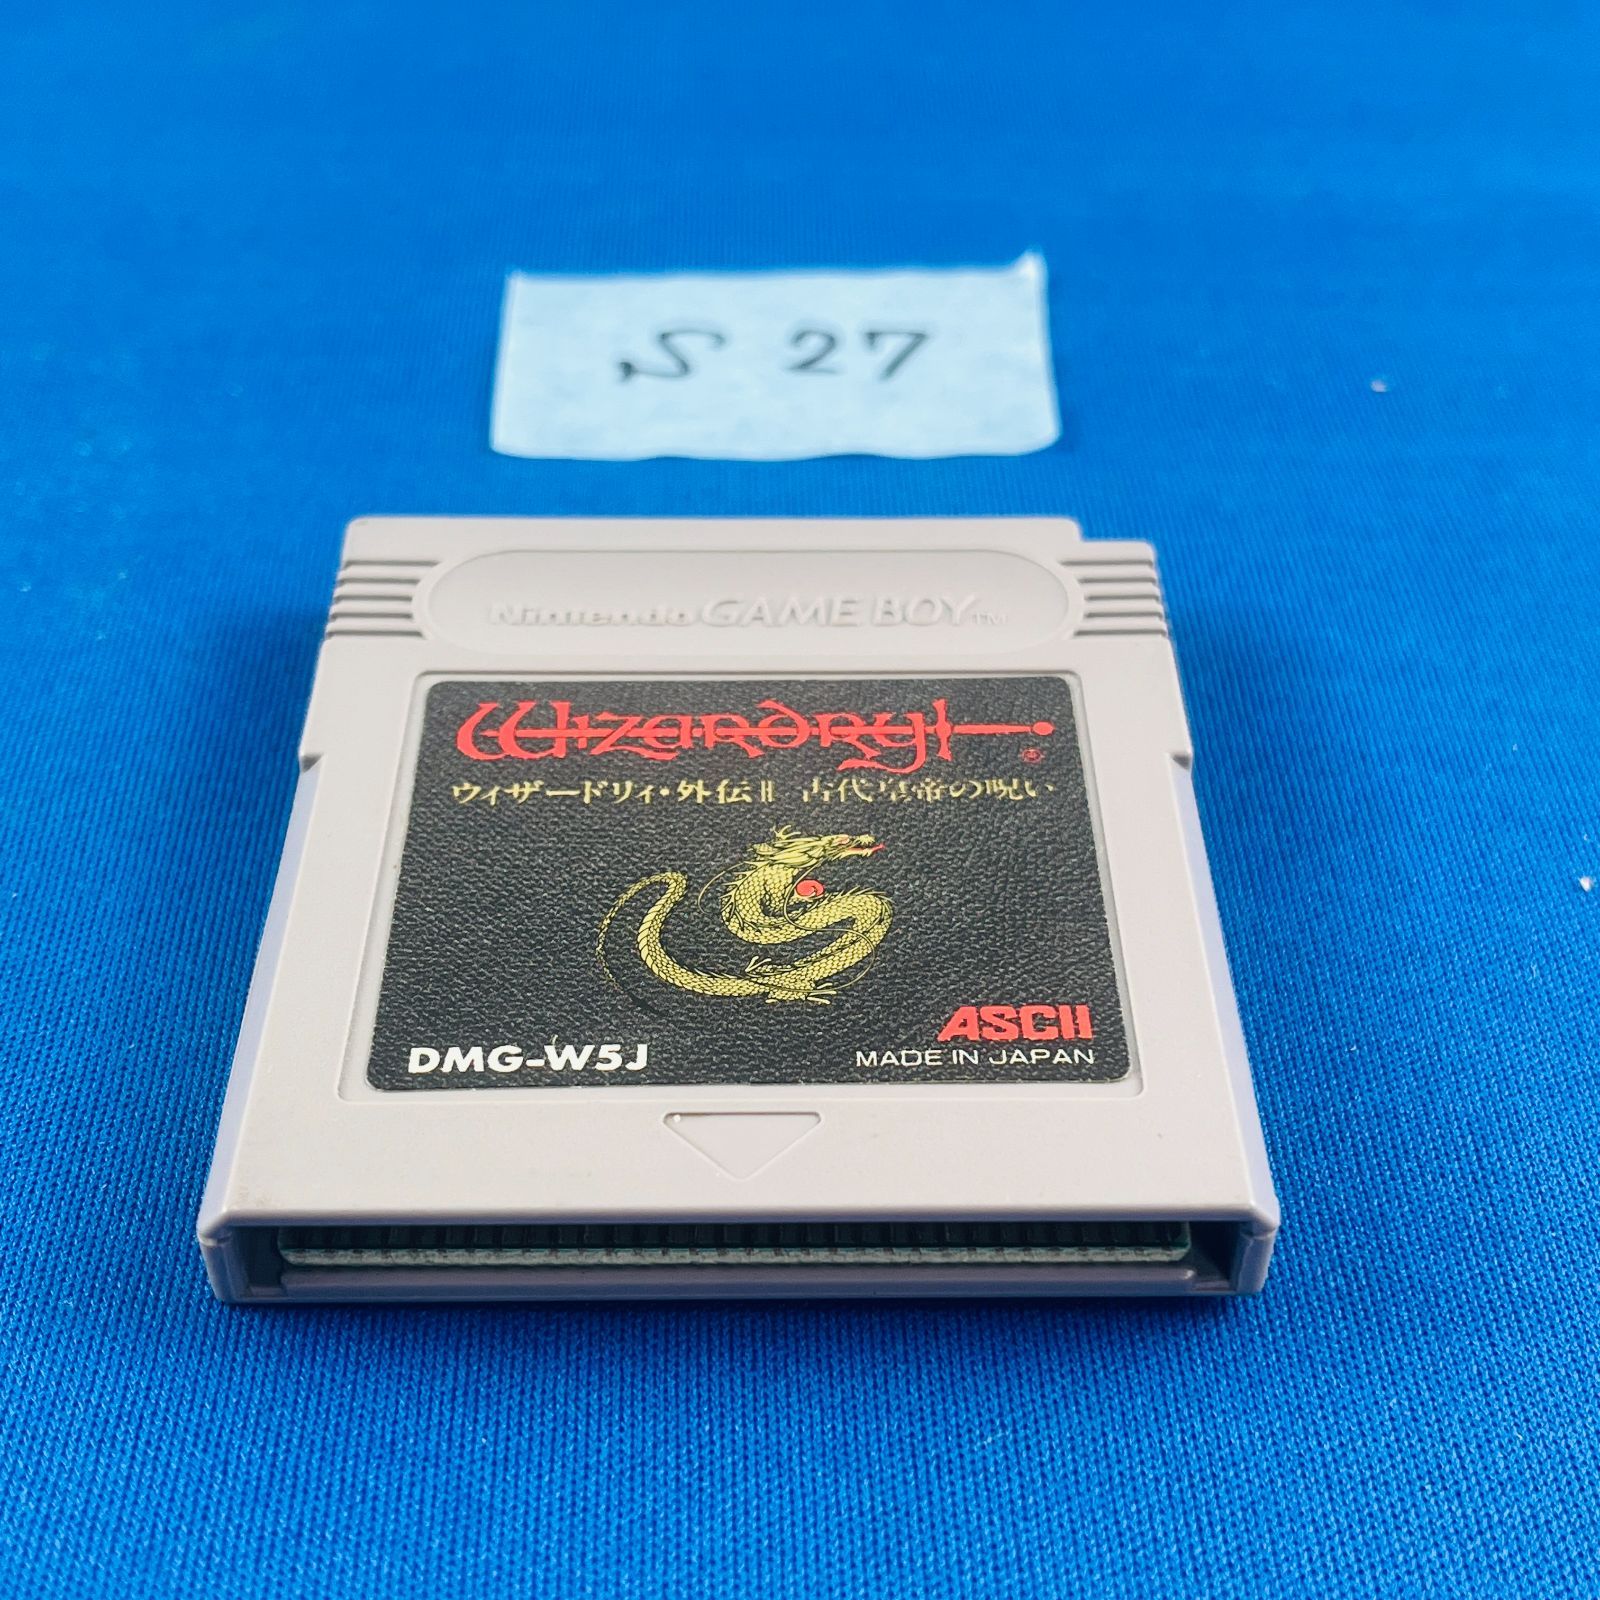 S 27
Nintendo GAME BOY™
Wizardry®
ウィザードリィ・外伝II 古代皇帝の呪い
ASCII
DMG-W5J
MADE IN JAPAN